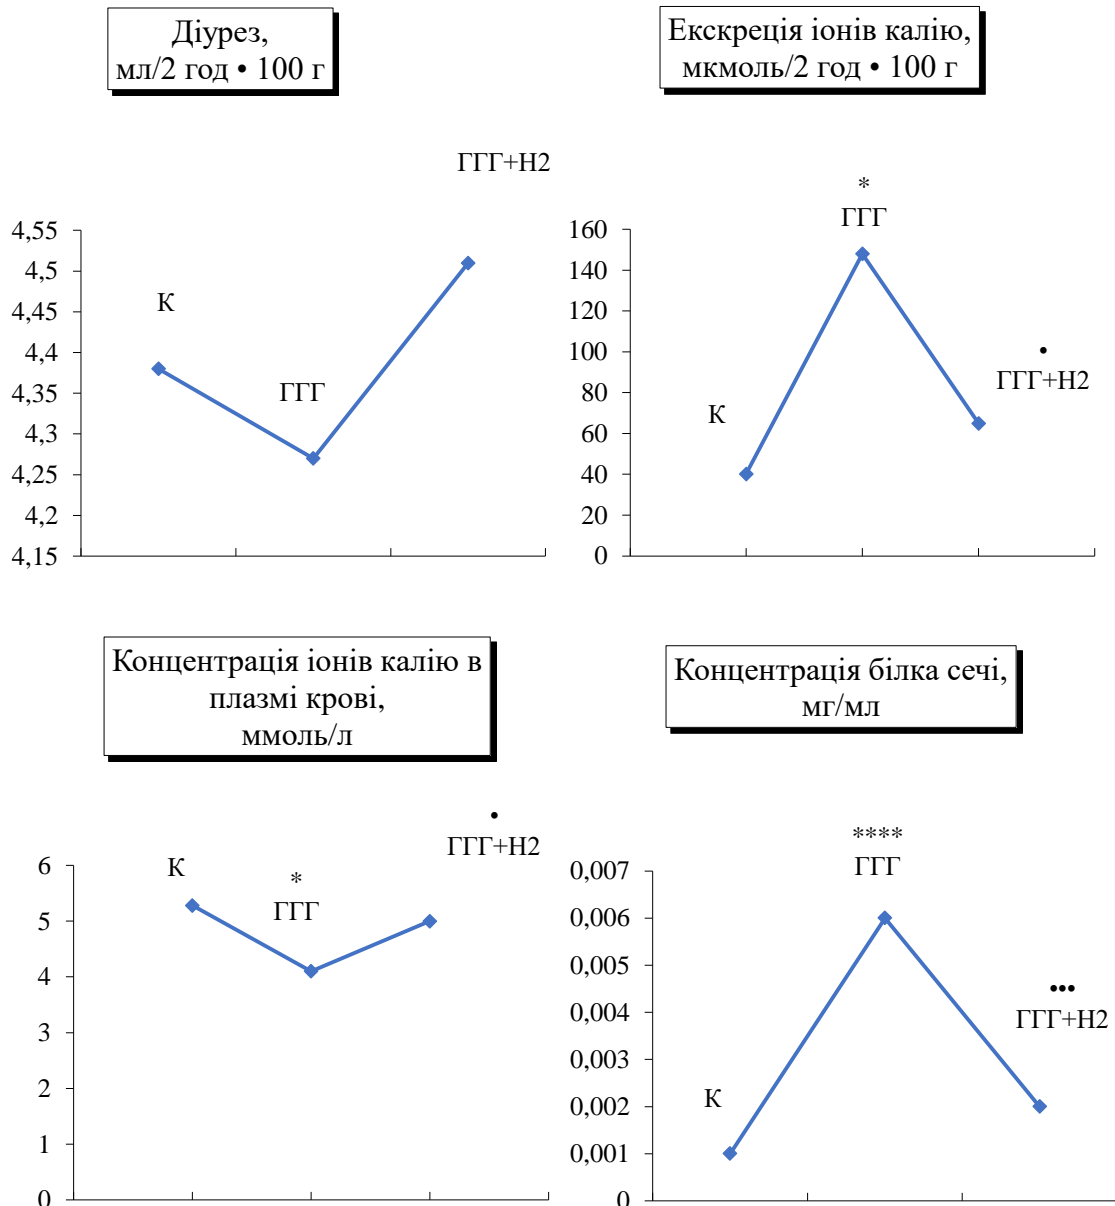 Діурез,
мл/2 год • 100 г
ГГГ+Н2
4,55
4,5
4,45
4,4
4,35
4,3
4,25
4,2
4,15
К
ГГГ
Екскреція іонів калію,
мкмоль/2 год • 100 г
*
ГГГ
160
140
120
100
80
60
40
20
0
К
•
ГГГ+Н2
Концентрація іонів калію в
плазмі крові,
ммоль/л
•
ГГГ+Н2
6
5
4
3
2
1
0
К
*
ГГГ
Концентрація білка сечі,
мг/мл
****
ГГГ
0,007
0,006
0,005
0,004
0,003
0,002
0,001
0
К
•••
ГГГ+Н2